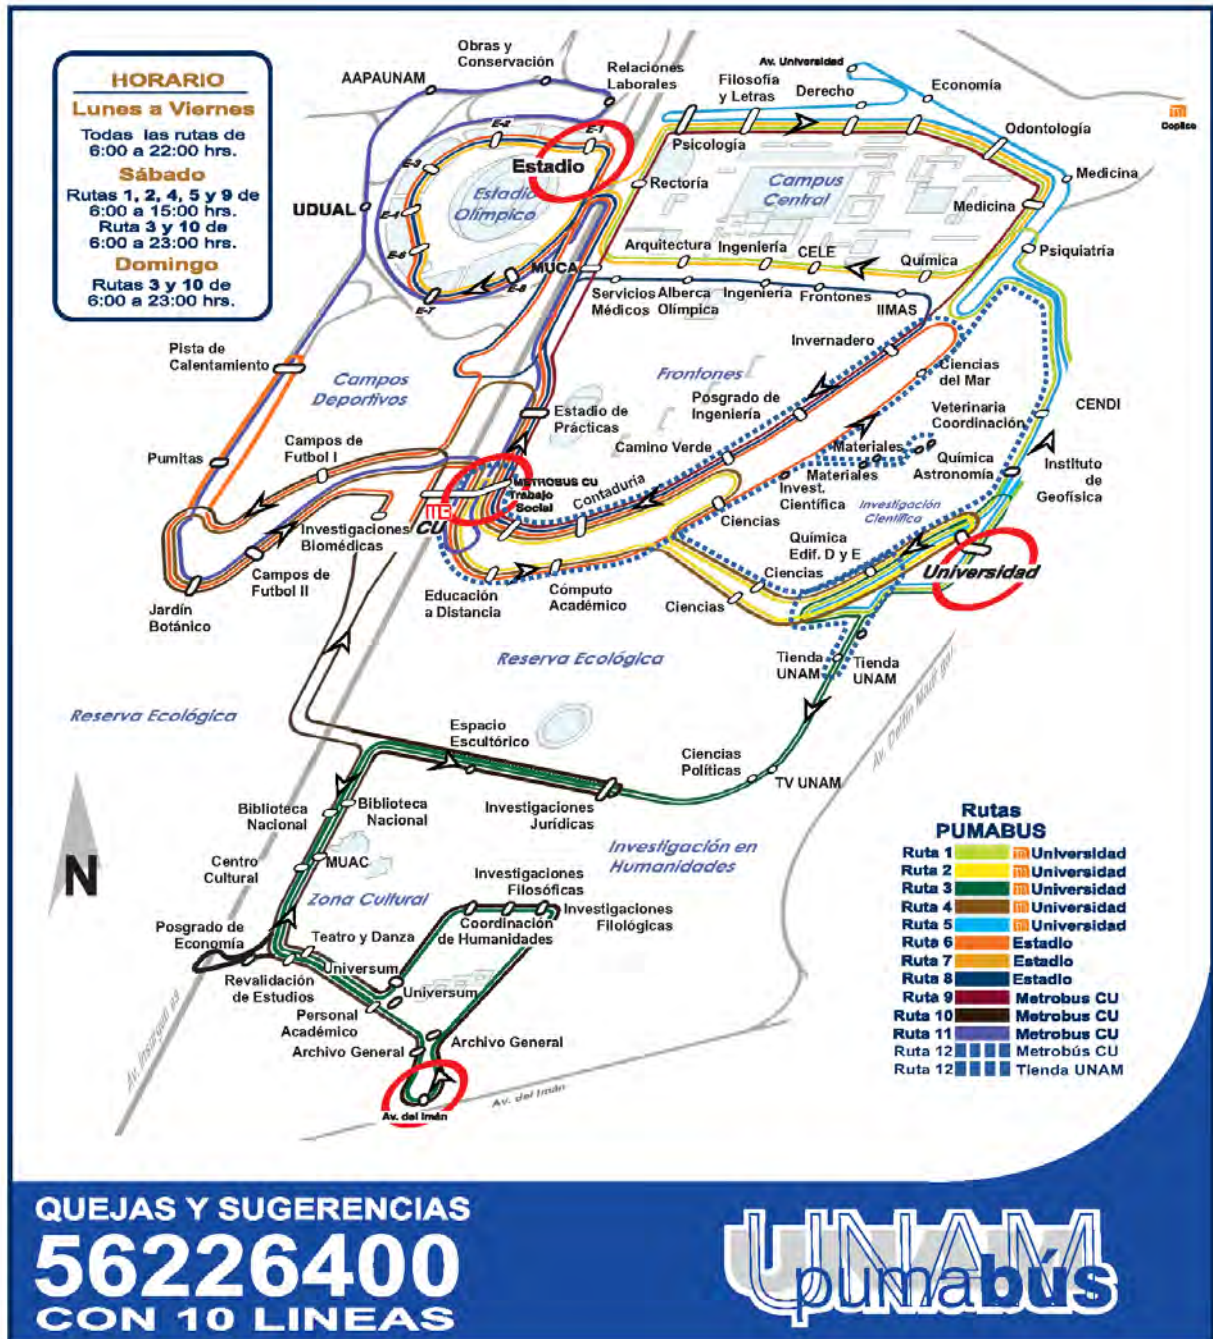 HORARIO
Lunes a Viernes
Todas las rutas de
6:00 a 22:00 hrs.
Sábado
Rutas 1, 2, 4, 5 y 9 de
6:00 a 15:00 hrs.
Ruta 3 y 10 de
6:00 a 23:00 hrs.
Domingo
Rutas 3 y 10 de
6:00 a 23:00 hrs.
Obras y
Conservación
AAPAUNAM
Relaciones
Laborales
Av. Universidad
Filosofía
y Letras
Derecho
Economía
Copilco
Odontología
Psicología
E-1
E-2
E-3
E-4
E-6
E-7
E-8
Estadio
Estadio
Olímpico
Rectoría
Campus
Central
Medicina
Medicina
UDUAL
Psiquiatría
MUCA
Arquitectura
Ingeniería
CELE
Química
Servicios
Médicos
Alberca
Olímpica
Ingeniería
Frontones
IIMAS
Pista de
Calentamiento
Campos
Deportivos
Frontones
Invernadero
Ciencias
del Mar
Posgrado de
Ingeniería
Veterinaria
Coordinación
CENDI
Estadio de
Prácticas
Camino Verde
Materiales
Materiales
Química
Astronomía
Instituto
de
Geofísica
Campos de
Futbol I
Pumitas
METROBUS CU
Trabajo
Social
CU
Contaduría
Invest.
Científica
Ciencias
Investigación
Científica
Investigaciones
Biomédicas
Campos de
Futbol II
Jardín
Botánico
Química
Edif. D y E
Ciencias
Ciencias
Universidad
Educación
a Distancia
Cómputo
Académico
Tienda
UNAM
Tienda
UNAM
Reserva Ecológica
Reserva Ecológica
Espacio
Escultórico
Ciencias
Políticas
TV UNAM
Investigaciones
Jurídicas
Biblioteca
Nacional
Biblioteca
Nacional
Investigación en
Humanidades
Centro
Cultural
MUAC
Zona Cultural
Investigaciones
Filosóficas
Investigaciones
Filológicas
Coordinación
de Humanidades
Posgrado de
Economía
Teatro y Danza
Revalidación
de Estudios
Universum
Universum
Personal
Académico
Archivo General
Archivo General
Av. del Imán
Av. del Imán
N
Rutas
PUMABUS
Ruta 1 Universidad
Ruta 2 Universidad
Ruta 3 Universidad
Ruta 4 Universidad
Ruta 5 Universidad
Ruta 6 Estadio
Ruta 7 Estadio
Ruta 8 Estadio
Ruta 9 Metrobus CU
Ruta 10 Metrobus CU
Ruta 11 Metrobus CU
Ruta 12 Metrobús CU
Ruta 12 Tienda UNAM
QUEJAS Y SUGERENCIAS
56226400
CON 10 LINEAS
UNAM
pumabús